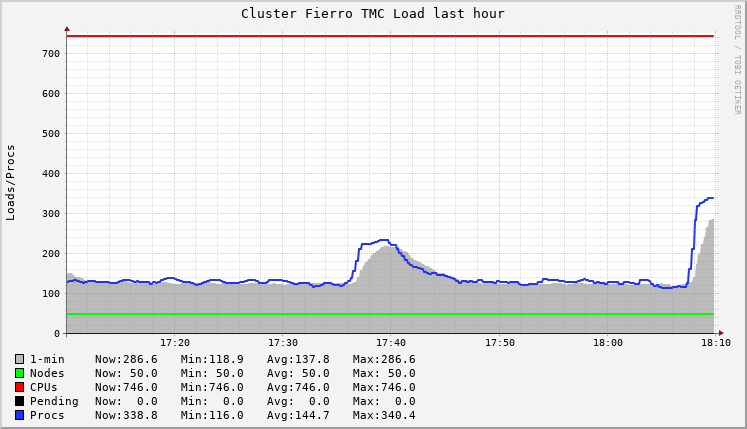 Cluster Fierro TMC Load last hour
RRDTOOL / TOBI OETIKER
Loads/Procs
700
600
500
400
300
200
100
0
17:20 17:30 17:40 17:50 18:00 18:10
1-min Now:286.6 Min:118.9 Avg:137.8 Max:286.6
Nodes Now: 50.0 Min: 50.0 Avg: 50.0 Max: 50.0
CPUs Now:746.0 Min:746.0 Avg:746.0 Max:746.0
Pending Now: 0.0 Min: 0.0 Avg: 0.0 Max: 0.0
Procs Now:338.8 Min:116.0 Avg:144.7 Max:340.4